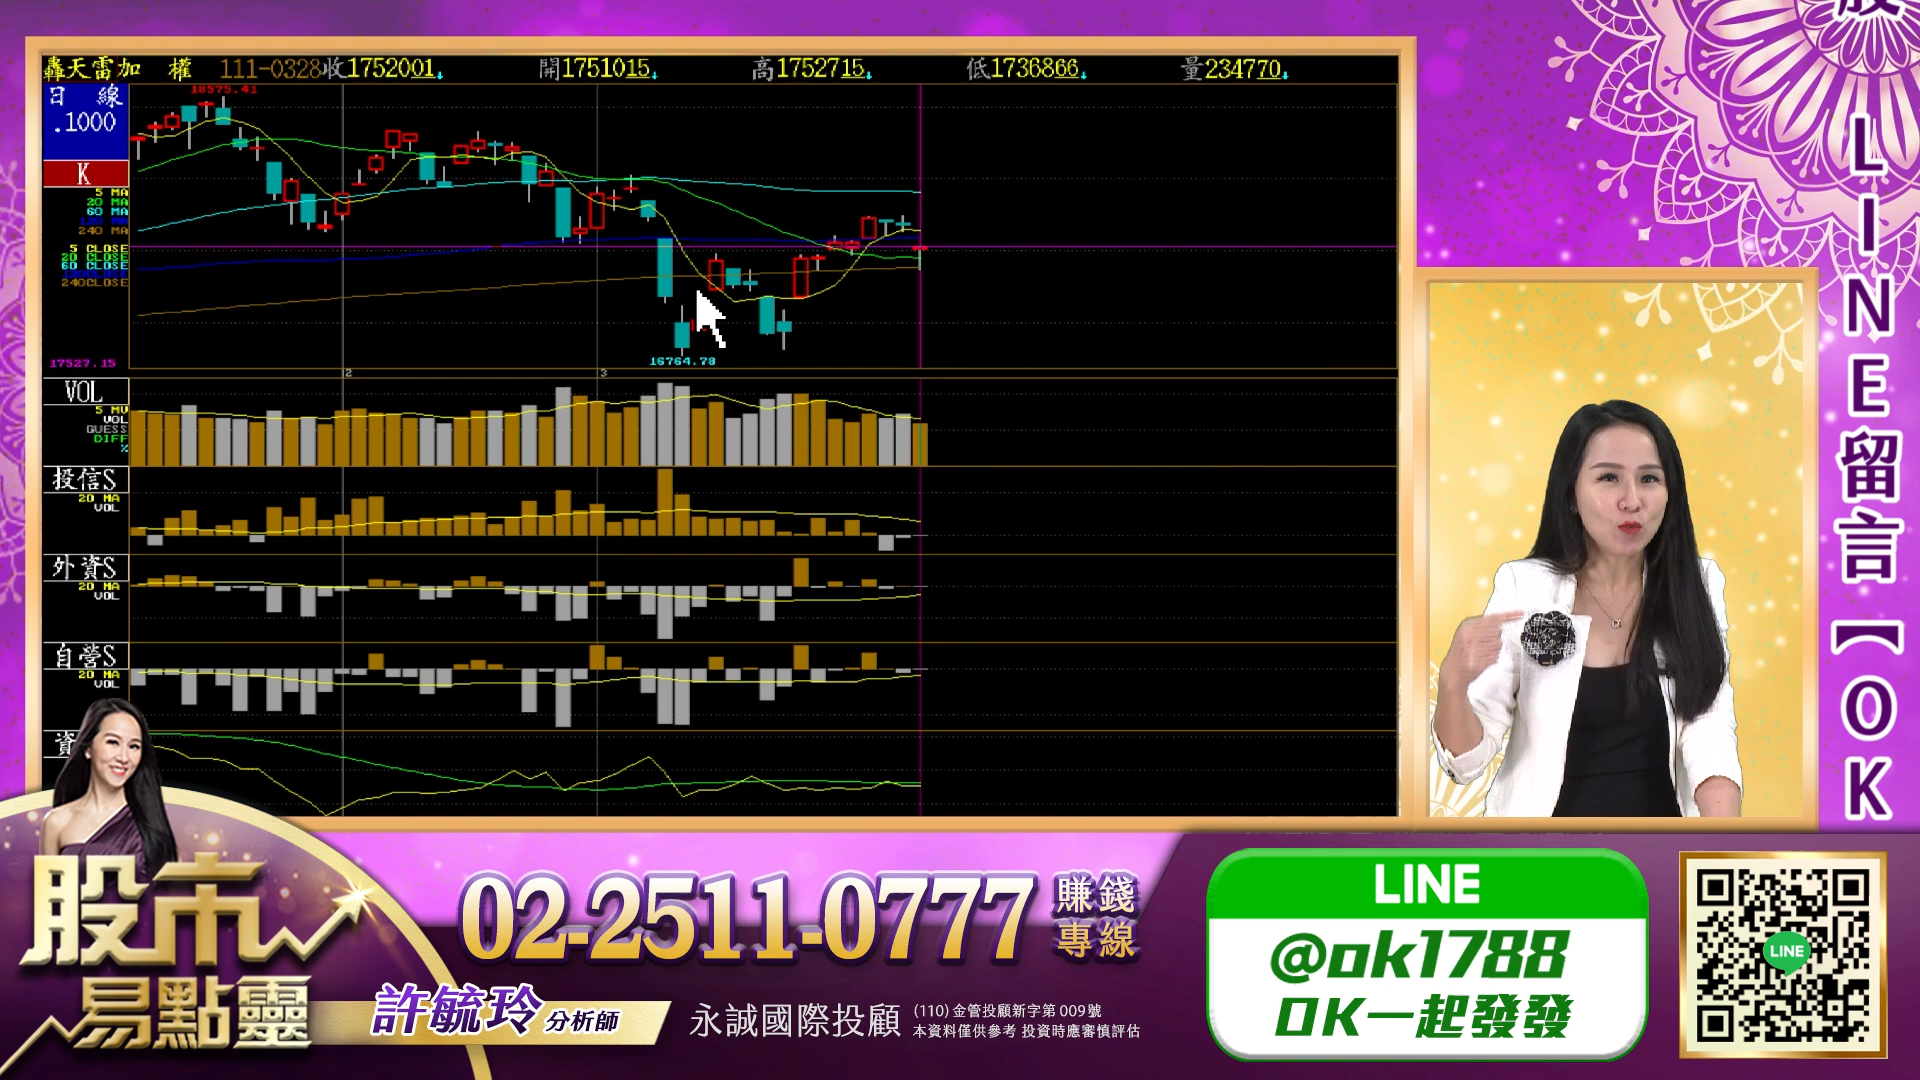 轟天雷加 權 111-0328收1752001↓ 開1751015↓ 高1752715↓ 低1736866↓ 量234770↓
日 線
.1000
K
5 MA
20 MA
60 MA
240 MA
5 CLOSE
20 CLOSE
60 CLOSE
240CLOSE
18575.41
16764.78
17527.15
2
3
VOL
5 MV
VOL
GUESS
DIFF
%
投信S
20 MA
VOL
外資S
20 MA
VOL
自營S
20 MA
VOL
資
股
LINE留言【OK
股市
易點靈
02-2511-0777
賺錢
專線
許毓玲 分析師
永誠國際投顧
(110) 金管投顧新字第 009 號
本資料僅供參考 投資時應審慎評估
LINE
@ok1788
OK一起發發
LINE